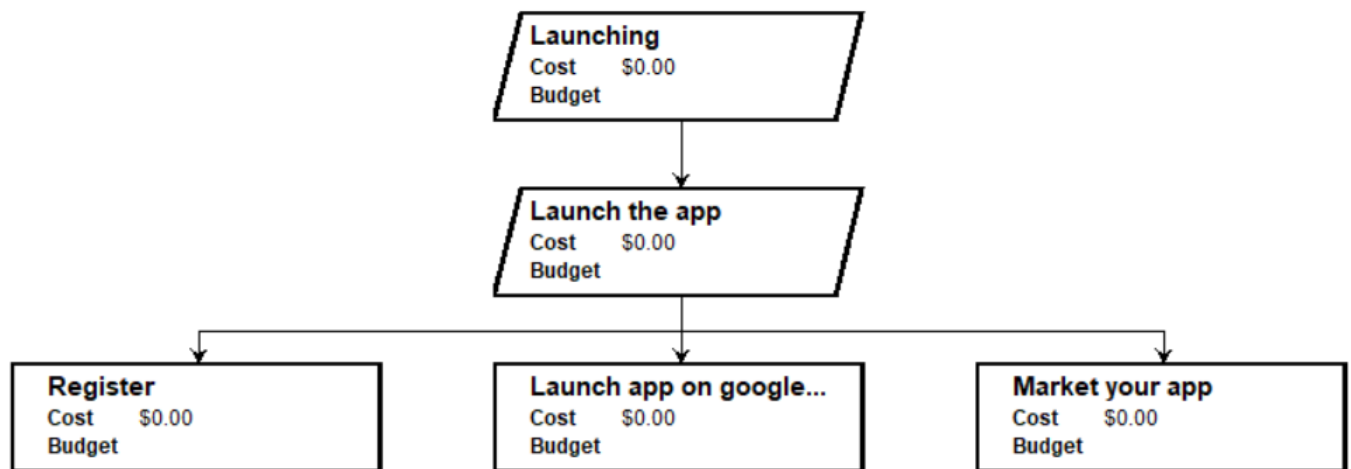 Launching
Cost $0.00
Budget
Launch the app
Cost $0.00
Budget
Register
Cost $0.00
Budget
Launch app on google...
Cost $0.00
Budget
Market your app
Cost $0.00
Budget